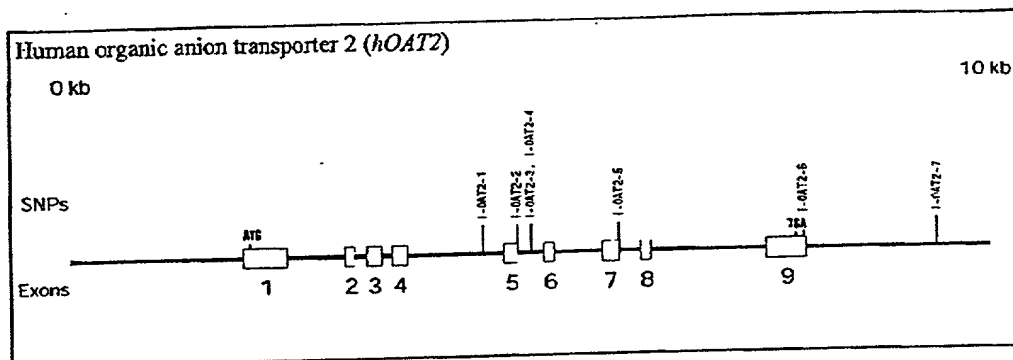 Human organic anion transporter 2 (hOAT2)
0 kb
10 kb
SNPs
ATG
I-OAT2-1
I-OAT2-2
I-OAT2-3, I-OAT2-4
I-OAT2-5
TGA
I-OAT2-6
I-OAT2-7
Exons
1
2
3
4
5
6
7
8
9